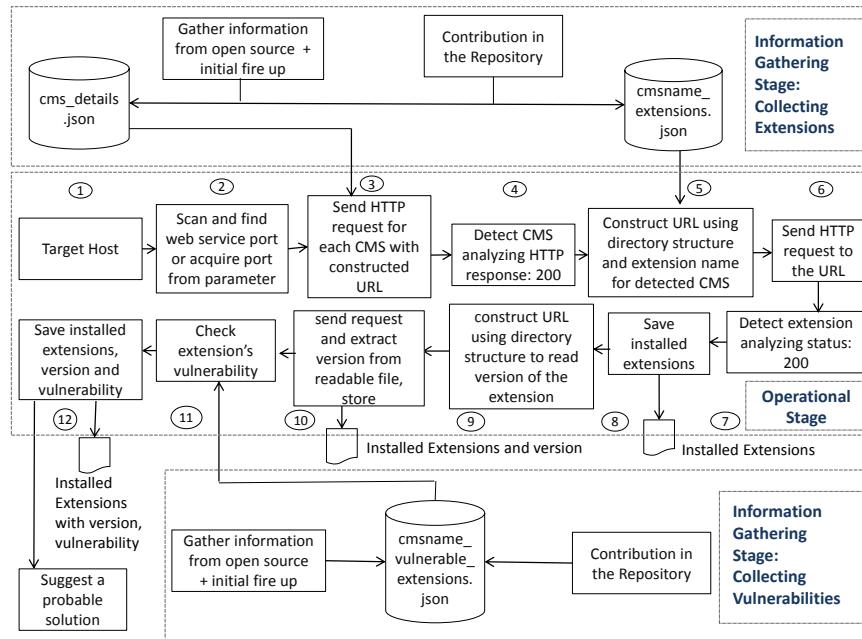 Gather information
from open source +
initial fire up
Contribution in
the Repository
Information
Gathering
Stage:
Collecting
Extensions
cms_details
.json
cmsname_
extensions.
json
1
2
3
4
5
6
Target Host
Scan and find
web service port
or acquire port
from parameter
Send HTTP
request for
each CMS with
constructed
URL
Detect CMS
analyzing HTTP
response: 200
Construct URL using
directory structure
and extension name
for detected CMS
Send HTTP
request to
the URL
Save installed
extensions,
version and
vulnerability
Check
extension's
vulnerability
send request
and extract
version from
readable file,
store
construct URL
using directory
structure to read
version of the
extension
Save
installed
extensions
Detect extension
analyzing status:
200
Operational
Stage
12
11
10
9
8
7
Installed Extensions and version
Installed Extensions
Installed
Extensions
with version,
vulnerability
Suggest a
probable
solution
Gather information
from open source
+ initial fire up
cmsname_
vulnerable_
extensions.
json
Contribution in
the Repository
Information
Gathering
Stage:
Collecting
Vulnerabilities